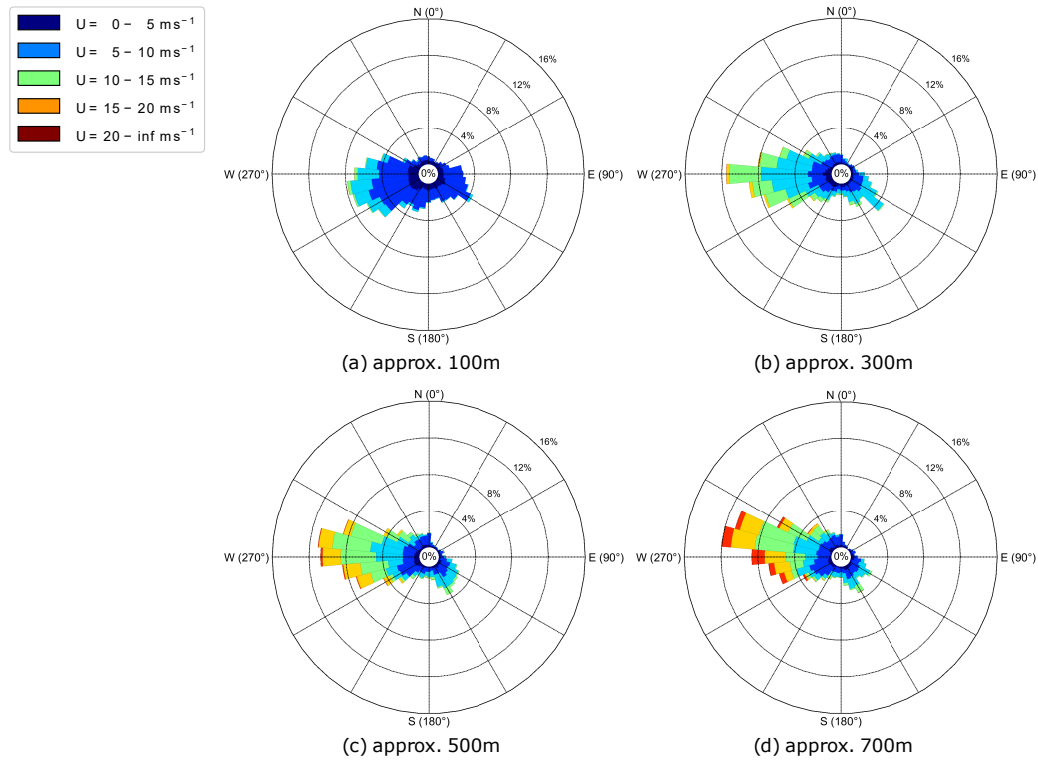 U = 0 – 5 ms⁻¹
U = 5 – 10 ms⁻¹
U = 10 – 15 ms⁻¹
U = 15 – 20 ms⁻¹
U = 20 – inf ms⁻¹
N (0°)
16%
12%
8%
4%
0%
W (270°)
E (90°)
S (180°)
(a) approx. 100m
N (0°)
16%
12%
8%
4%
0%
W (270°)
E (90°)
S (180°)
(b) approx. 300m
N (0°)
16%
12%
8%
4%
0%
W (270°)
E (90°)
S (180°)
(c) approx. 500m
N (0°)
16%
12%
8%
4%
0%
W (270°)
E (90°)
S (180°)
(d) approx. 700m